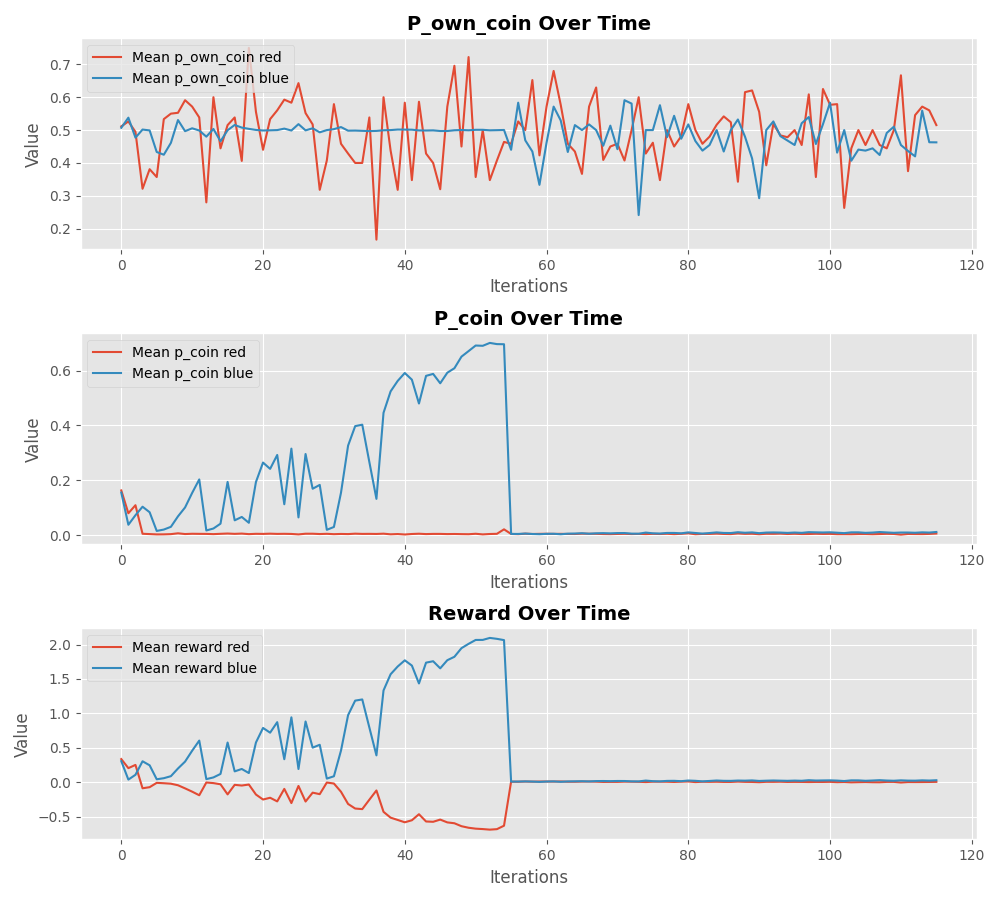 P_own_coin Over Time
Mean p_own_coin red
Mean p_own_coin blue
0.7
0.6
0.5
0.4
0.3
0.2
Value
0 20 40 60 80 100 120
Iterations
P_coin Over Time
Mean p_coin red
Mean p_coin blue
0.6
0.4
0.2
0.0
Value
0 20 40 60 80 100 120
Iterations
Reward Over Time
Mean reward red
Mean reward blue
2.0
1.5
1.0
0.5
0.0
−0.5
Value
0 20 40 60 80 100 120
Iterations